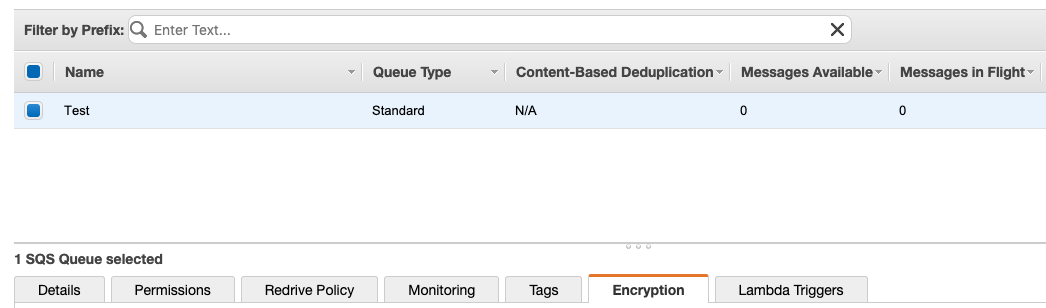 Filter by Prefix: Enter Text...
Name Queue Type Content-Based Deduplication Messages Available Messages in Flight
Test Standard N/A 0 0
1 SQS Queue selected
Details Permissions Redrive Policy Monitoring Tags Encryption Lambda Triggers